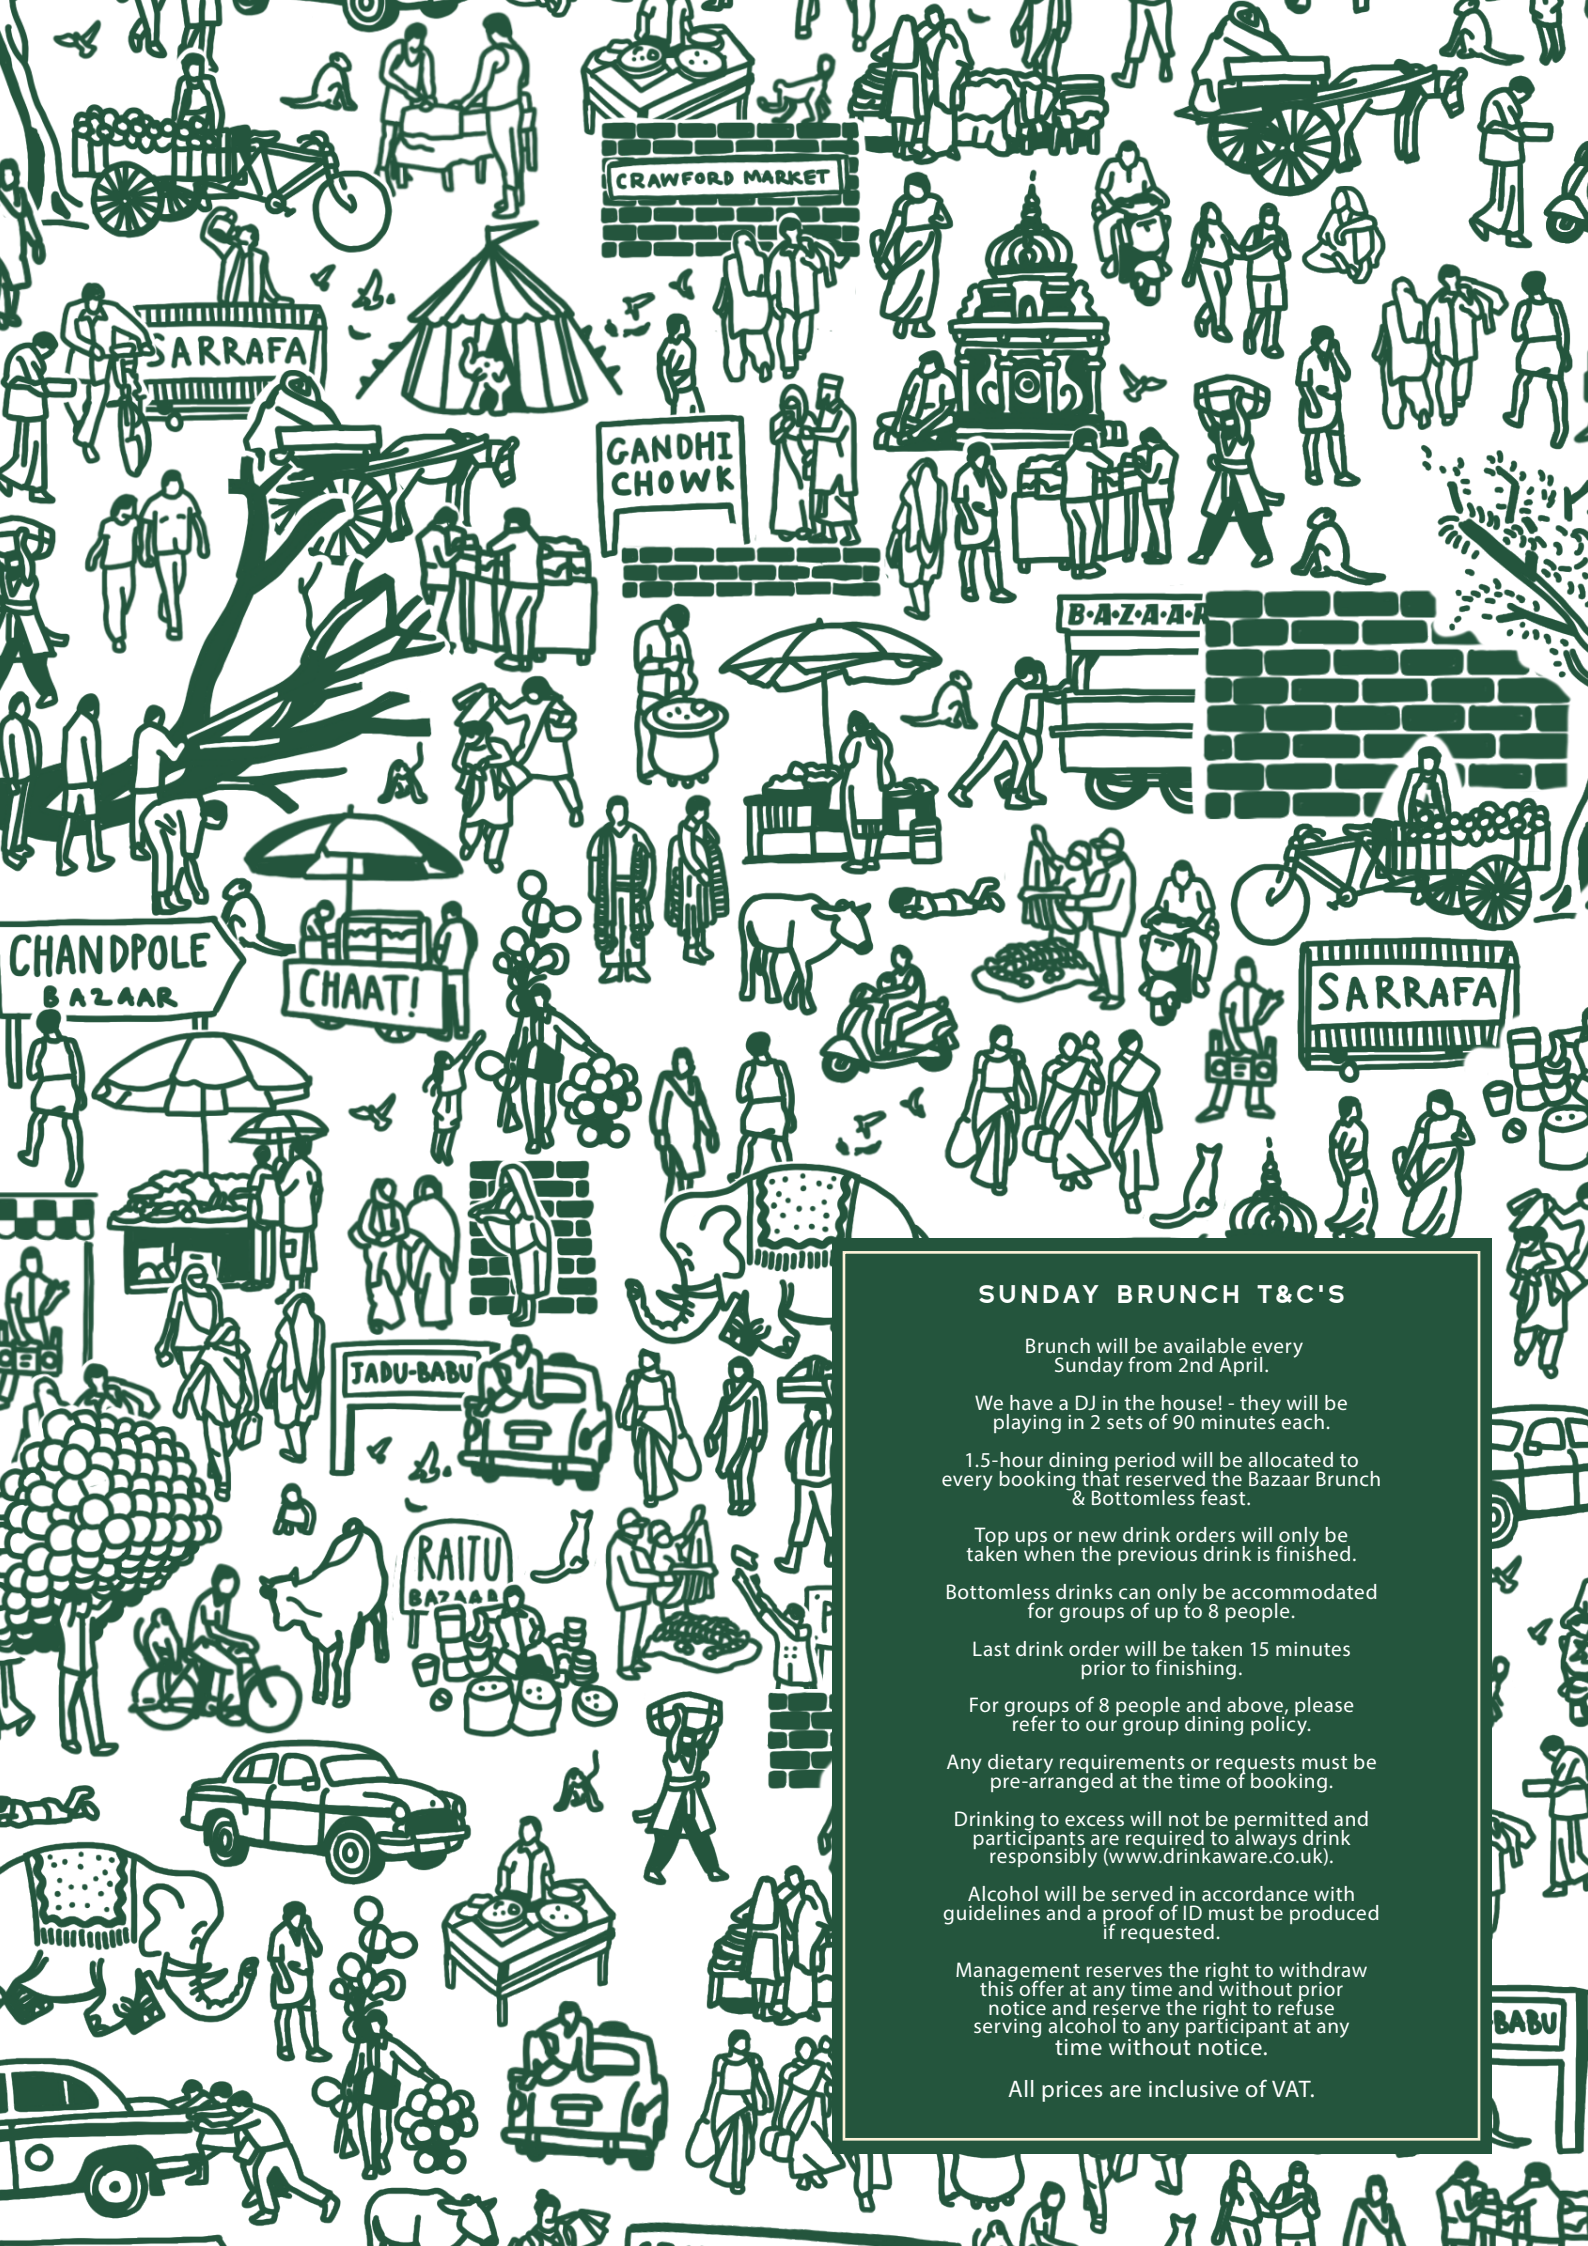 CRAWFORD MARKET
SARRAFA
GANDHI
CHOWK
B•A•Z•A•A•R
CHANDPOLE
BAZAAR
CHAAT!
SARRAFA
JADU-BABU
RAITU
BAZAAR
SUNDAY BRUNCH T&C'S
Brunch will be available every
Sunday from 2nd April.
We have a DJ in the house! - they will be
playing in 2 sets of 90 minutes each.
1.5-hour dining period will be allocated to
every booking that reserved the Bazaar Brunch
& Bottomless feast.
Top ups or new drink orders will only be
taken when the previous drink is finished.
Bottomless drinks can only be accommodated
for groups of up to 8 people.
Last drink order will be taken 15 minutes
prior to finishing.
For groups of 8 people and above, please
refer to our group dining policy.
Any dietary requirements or requests must be
pre-arranged at the time of booking.
Drinking to excess will not be permitted and
participants are required to always drink
responsibly (www.drinkaware.co.uk).
Alcohol will be served in accordance with
guidelines and a proof of ID must be produced
if requested.
Management reserves the right to withdraw
this offer at any time and without prior
notice and reserve the right to refuse
serving alcohol to any participant at any
time without notice.
All prices are inclusive of VAT.
-BABU